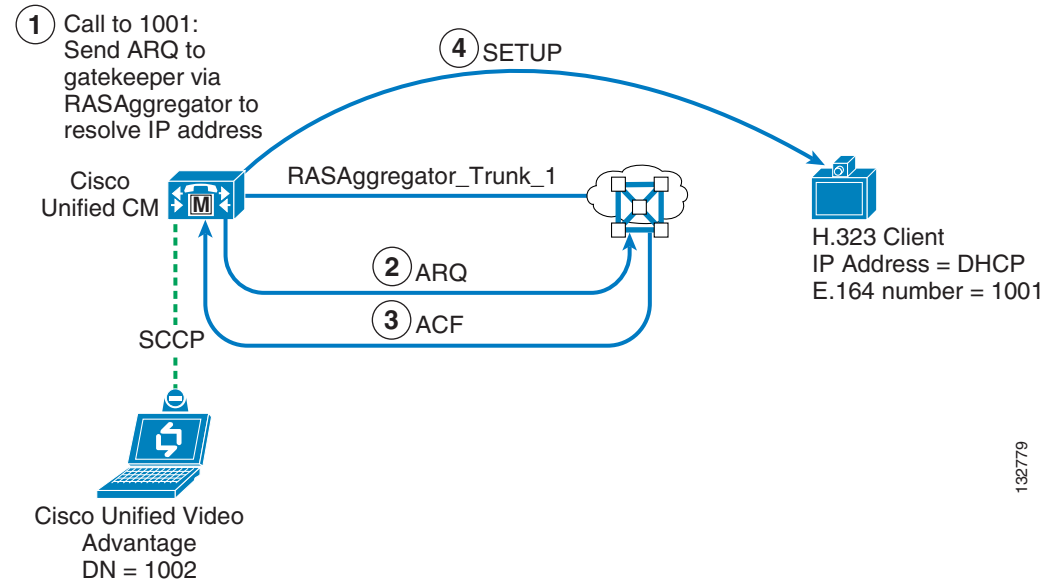 1 Call to 1001:
Send ARQ to
gatekeeper via
RASAggregator to
resolve IP address
4 SETUP
Cisco
Unified CM
M
RASAggregator_Trunk_1
H.323 Client
IP Address = DHCP
E.164 number = 1001
2 ARQ
3 ACF
SCCP
Cisco Unified Video
Advantage
DN = 1002
132779